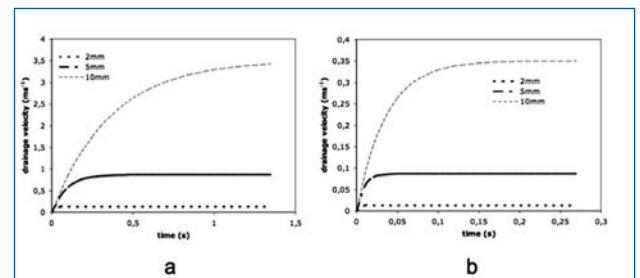 4
3,5
3
2,5
2
1,5
1
0,5
0
drainage velocity (ms⁻¹)
2mm
5mm
10mm
0
0,5
1
1,5
time (s)
a
0,4
0,35
0,3
0,25
0,2
0,15
0,1
0,05
0
drainage velocity (ms⁻¹)
2mm
5mm
10mm
0
0,05
0,1
0,15
0,2
0,25
0,3
time (s)
b